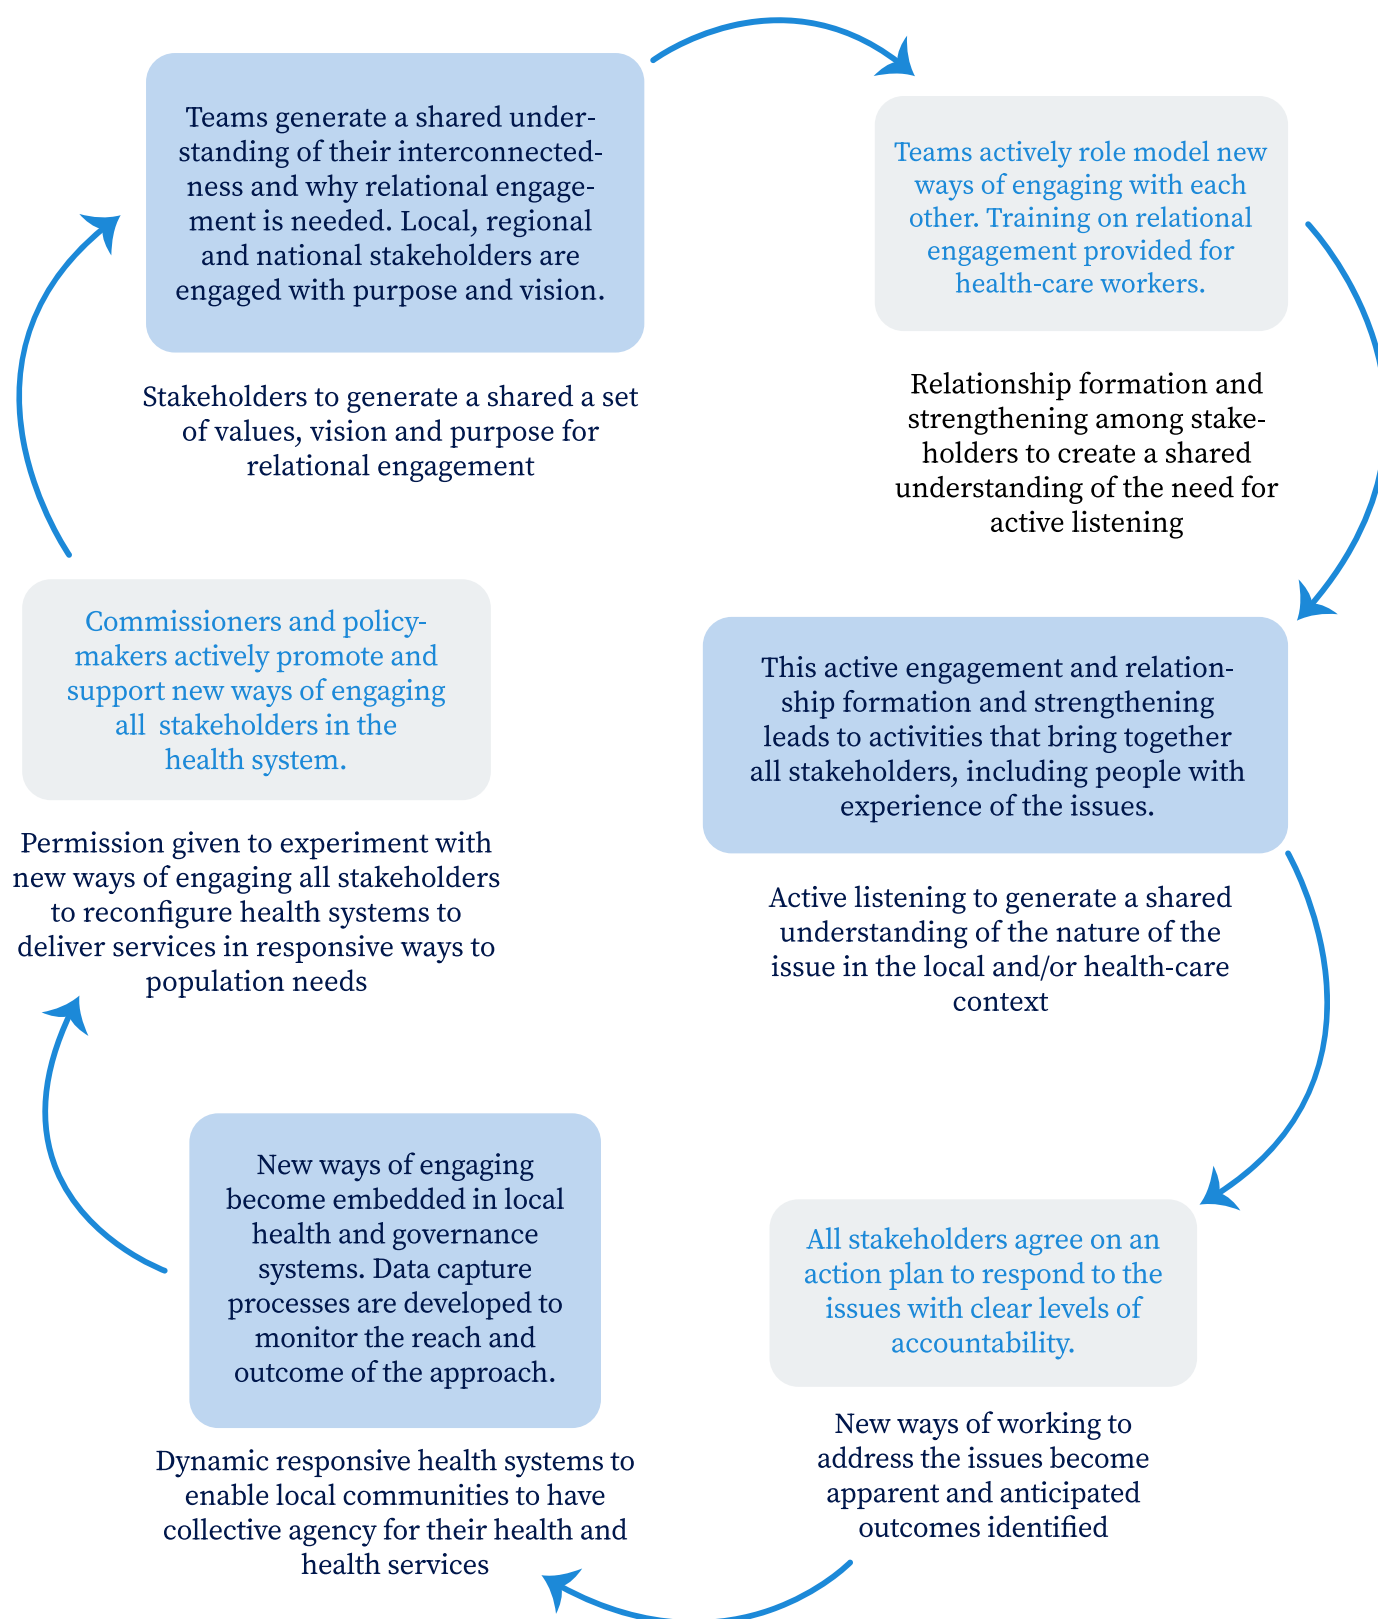 Teams generate a shared under-
standing of their interconnected-
ness and why relational engage-
ment is needed. Local, regional
and national stakeholders are
engaged with purpose and vision.
Stakeholders to generate a shared a set
of values, vision and purpose for
relational engagement
Teams actively role model new
ways of engaging with each
other. Training on relational
engagement provided for
health-care workers.
Relationship formation and
strengthening among stake-
holders to create a shared
understanding of the need for
active listening
This active engagement and relation-
ship formation and strengthening
leads to activities that bring together
all stakeholders, including people with
experience of the issues.
Active listening to generate a shared
understanding of the nature of the
issue in the local and/or health-care
context
All stakeholders agree on an
action plan to respond to the
issues with clear levels of
accountability.
New ways of working to
address the issues become
apparent and anticipated
outcomes identified
New ways of engaging
become embedded in local
health and governance
systems. Data capture
processes are developed to
monitor the reach and
outcome of the approach.
Dynamic responsive health systems to
enable local communities to have
collective agency for their health and
health services
Commissioners and policy-
makers actively promote and
support new ways of engaging
all stakeholders in the
health system.
Permission given to experiment with
new ways of engaging all stakeholders
to reconfigure health systems to
deliver services in responsive ways to
population needs